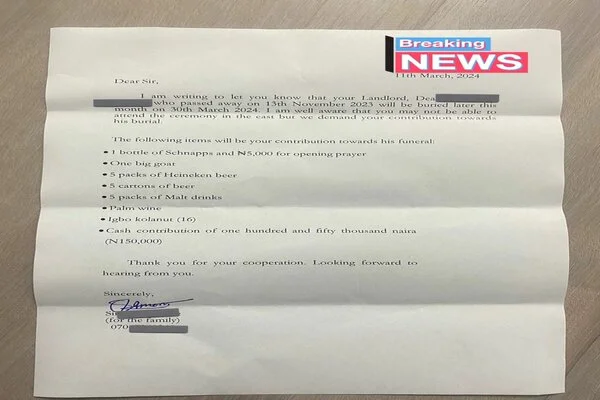 Breaking
NEWS
11th March, 2024
Dear Sir,
I am writing to let you know that your Landlord, Dea
who passed away on 13th November 2023 will be buried later this
month on 30th March 2024. I am well aware that you may not be able to
attend the ceremony in the east but we demand your contribution towards
his burial.
The following items will be your contribution towards his funeral:
• 1 bottle of Schnapps and ₦5,000 for opening prayer
• One big goat
• 5 packs of Heineken beer
• 5 cartons of beer
• 5 packs of Malt drinks
• Palm wine
• Igbo kolanut (16)
• Cash contribution of one hundred and fifty thousand naira
(N150,000)
Thank you for your cooperation. Looking forward to
hearing from you.
Sincerely,
(for the family)
070